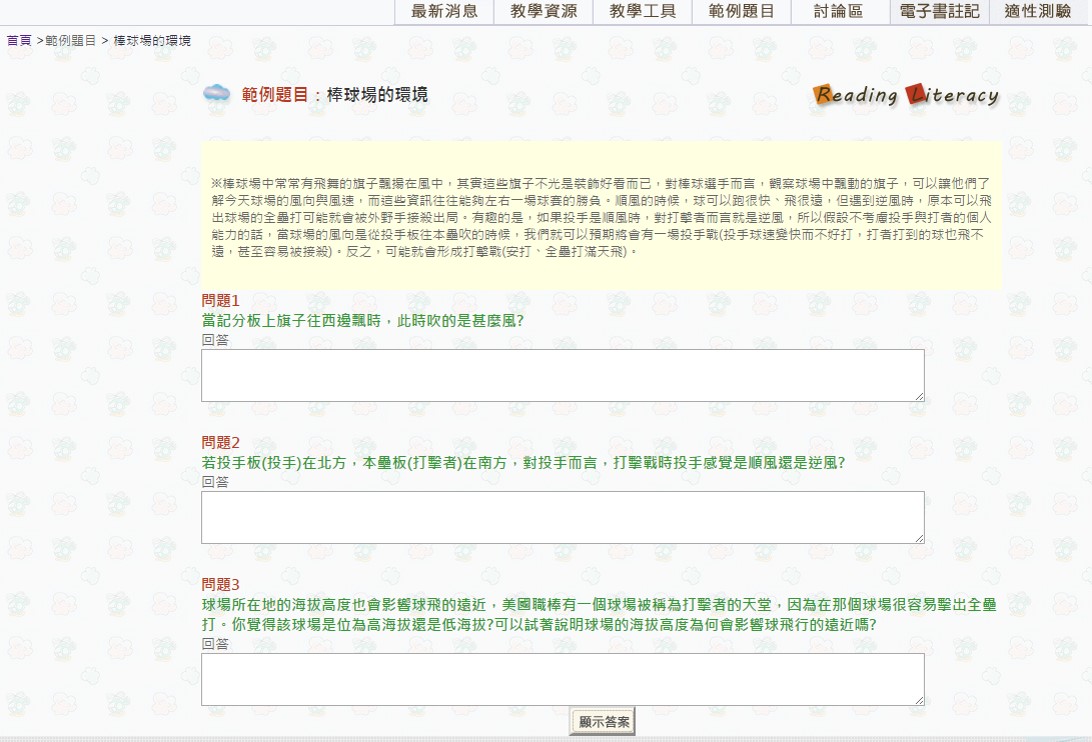 最新消息 教學資源 教學工具 範例題目 討論區 電子書註記 適性測驗
首頁 >範例題目 > 棒球場的環境
範例題目：棒球場的環境
Reading Literacy
※棒球場中常常有飛舞的旗子飄揚在風中，其實這些旗子不光是裝飾好看而已，對棒球選手而言，觀察球場中飄動的旗子，可以讓他們了
解今天球場的風向與風速，而這些資訊往往能夠左右一場球賽的勝負。順風的時候，球可以跑很快、飛很遠，但遇到逆風時，原本可以飛
出球場的全壘打可能就會被外野手接殺出局。有趣的是，如果投手是順風時，對打擊者而言就是逆風，所以假設不考慮投手與打者的個人
能力的話，當球場的風向是從投手板往本壘吹的時候，我們就可以預期將會有一場投手戰(投手球速變快而不好打，打者打到的球也飛不
遠，甚至容易被接殺)。反之，可能就會形成打擊戰(安打、全壘打滿天飛)。
問題1
當記分板上旗子往西邊飄時，此時吹的是甚麼風?
回答
問題2
若投手板(投手)在北方，本壘板(打擊者)在南方，對投手而言，打擊戰時投手感覺是順風還是逆風?
回答
問題3
球場所在地的海拔高度也會影響球飛的遠近，美國職棒有一個球場被稱為打擊者的天堂，因為在那個球場很容易擊出全壘
打。你覺得該球場是位為高海拔還是低海拔?可以試著說明球場的海拔高度為何會影響球飛行的遠近嗎?
回答
顯示答案